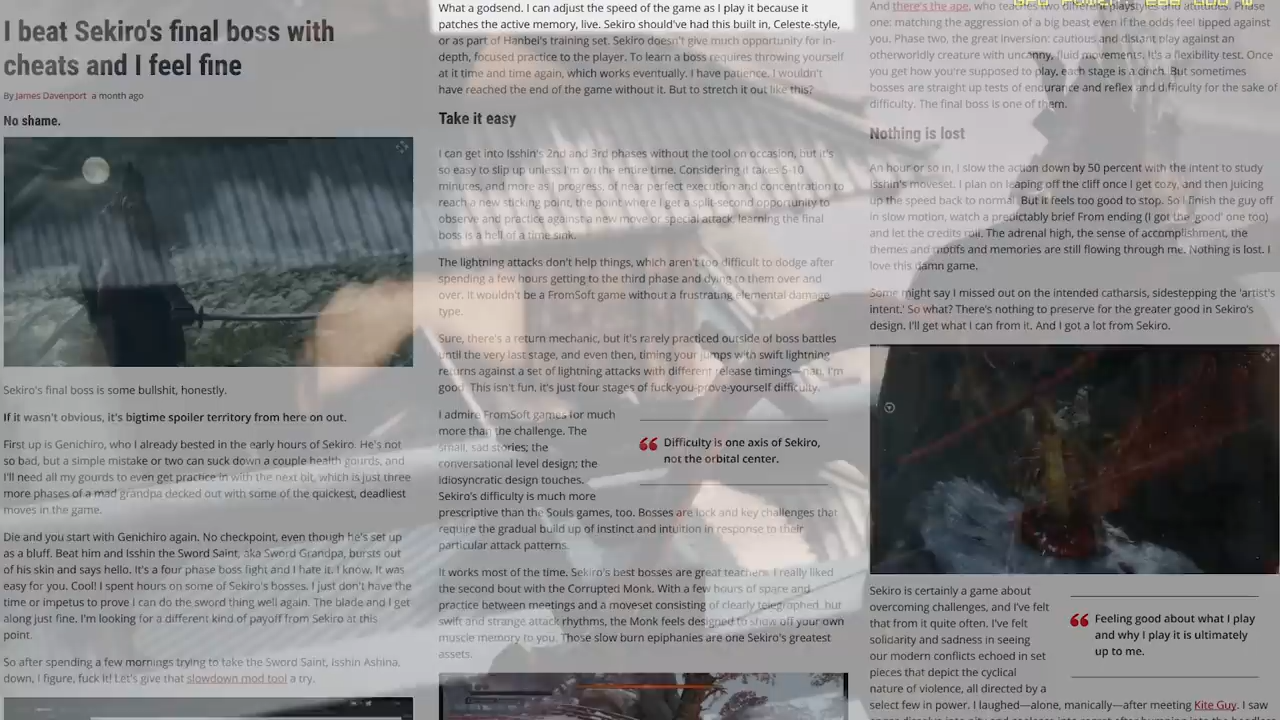 I beat Sekiro's final boss with
cheats and I feel fine
By James Davenport a month ago
No shame.
Sekiro's final boss is some bullshit, honestly.
If it wasn't obvious, it's bigtime spoiler territory from here on out.
First up is Genichiro, who I already bested in the early hours of Sekiro. He's not
so bad, but a simple mistake or two can suck down a couple health gourds, and
I'll need all my gourds to even get practice in with the next bit, which is just three
more phases of a mad grandpa decked out with some of the quickest, deadliest
moves in the game.
Die and you start with Genichiro again. No checkpoint, even though he's set up
as a bluff. Beat him and Isshin the Sword Saint, aka Sword Grandpa, bursts out
of his skin and says hello. It's a four phase boss fight and I hate it. I know. It was
easy for you. Cool! I spent hours on some of Sekiro's bosses. I just don't have the
time or impetus to prove I can do the sword thing well again. The blade and I get
along just fine. I'm looking for a different kind of payoff from Sekiro at this
point.
So after spending a few mornings trying to take the Sword Saint, Isshin Ashina,
down, I figure, fuck it! Let's give that slowdown mod tool a try.
What a godsend. I can adjust the speed of the game as I play it because it
patches the active memory, live. Sekiro should've had this built in, Celeste-style,
or as part of Hanbei's training set. Sekiro doesn't give much opportunity for in-
depth, focused practice to the player. To learn a boss requires throwing yourself
at it time and time again, which works eventually. I have patience. I wouldn't
have reached the end of the game without it. But to stretch it out like this?
Take it easy
I can get into Isshin's 2nd and 3rd phases without the tool on occasion, but it's
so easy to slip up unless I'm on the entire time. Considering it takes 5-10
minutes, and more as I progress, of near perfect execution and concentration to
reach a new sticking point, the point where I get a split-second opportunity to
observe and practice against a new move or special attack, learning the final
boss is a hell of a time sink.
The lightning attacks don't help things, which aren't too difficult to dodge after
spending a few hours getting to the third phase and dying to them over and
over. It wouldn't be a FromSoft game without a frustrating elemental damage
type.
Sure, there's a return mechanic, but it's rarely practiced outside of boss battles
until the very last stage, and even then, timing your jumps with swift lightning
returns against a set of lightning attacks with different release timings—nah, I'm
good. This isn't fun, it's just four stages of fuck-you-prove-yourself difficulty.
I admire FromSoft games for much
more than the challenge. The
small, sad stories; the
conversational level design; the
idiosyncratic design touches.
Sekiro's difficulty is much more
prescriptive than the Souls games, too. Bosses are lock and key challenges that
require the gradual build up of instinct and intuition in response to their
particular attack patterns.
Difficulty is one axis of Sekiro,
not the orbital center.
It works most of the time. Sekiro's best bosses are great teachers. I really liked
the second bout with the Corrupted Monk. With a few hours of space and
practice between meetings and a moveset consisting of clearly telegraphed, but
swift and strange attack rhythms, the Monk feels designed to show off your own
muscle memory to you. Those slow burn epiphanies are one Sekiro's greatest
assets.
And there's the ape, who teaches two different playstyles and attitudes. Phase
one: matching the aggression of a big beast even if the odds feel tipped against
you. Phase two, the great inversion: cautious and distant play against an
otherworldly creature with uncanny, fluid movements. It's a flexibility test. Once
you get how you're supposed to play, each stage is a cinch. But sometimes
bosses are straight up tests of endurance and reflex and difficulty for the sake of
difficulty. The final boss is one of them.
Nothing is lost
An hour or so in, I slow the action down by 50 percent with the intent to study
Isshin's moveset. I plan on leaping off the cliff once I get cozy, and then juicing
up the speed back to normal. But it feels too good to stop. So I finish the guy off
in slow motion, watch a predictably brief From ending (I got the 'good' one too)
and let the credits roll. The adrenal high, the sense of accomplishment, the
themes and motifs and memories are still flowing through me. Nothing is lost. I
love this damn game.
Some might say I missed out on the intended catharsis, sidestepping the 'artist's
intent.' So what? There's nothing to preserve for the greater good in Sekiro's
design. I'll get what I can from it. And I got a lot from Sekiro.
Sekiro is certainly a game about
overcoming challenges, and I've felt
that from it quite often. I've felt
solidarity and sadness in seeing
our modern conflicts echoed in set
pieces that depict the cyclical
nature of violence, all directed by a
select few in power. I laughed—alone, manically—after meeting Kite Guy. I saw
Feeling good about what I play
and why I play it is ultimately
up to me.